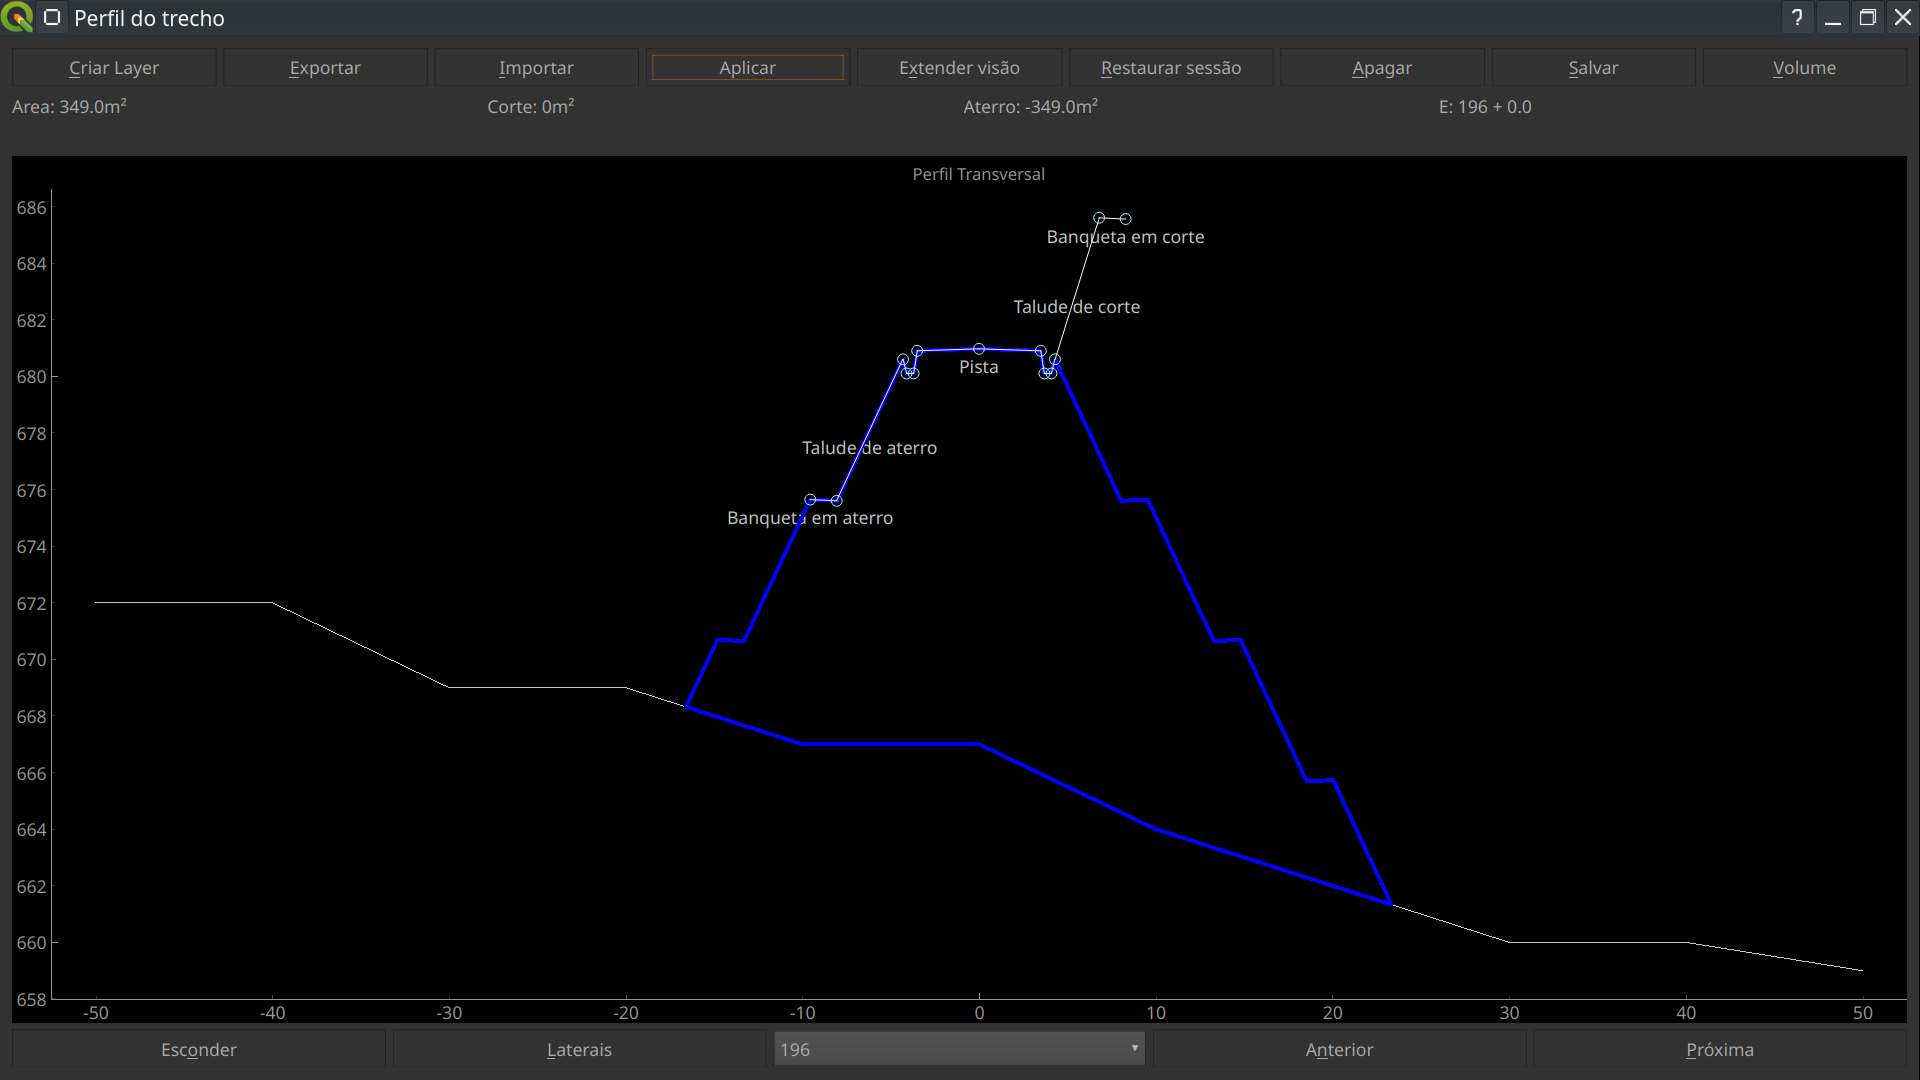 Perfil do trecho
Criar Layer
Exportar
Importar
Aplicar
Extender visão
Restaurar sessão
Apagar
Salvar
Volume
Area: 349.0m²
Corte: 0m²
Aterro: -349.0m²
E: 196 + 0.0
Perfil Transversal
686
684
682
680
678
676
674
672
670
668
666
664
662
660
658
Banqueta em corte
Talude de corte
Pista
Talude de aterro
Banqueta em aterro
-50
-40
-30
-20
-10
0
10
20
30
40
50
Esconder
Laterais
196
Anterior
Próxima